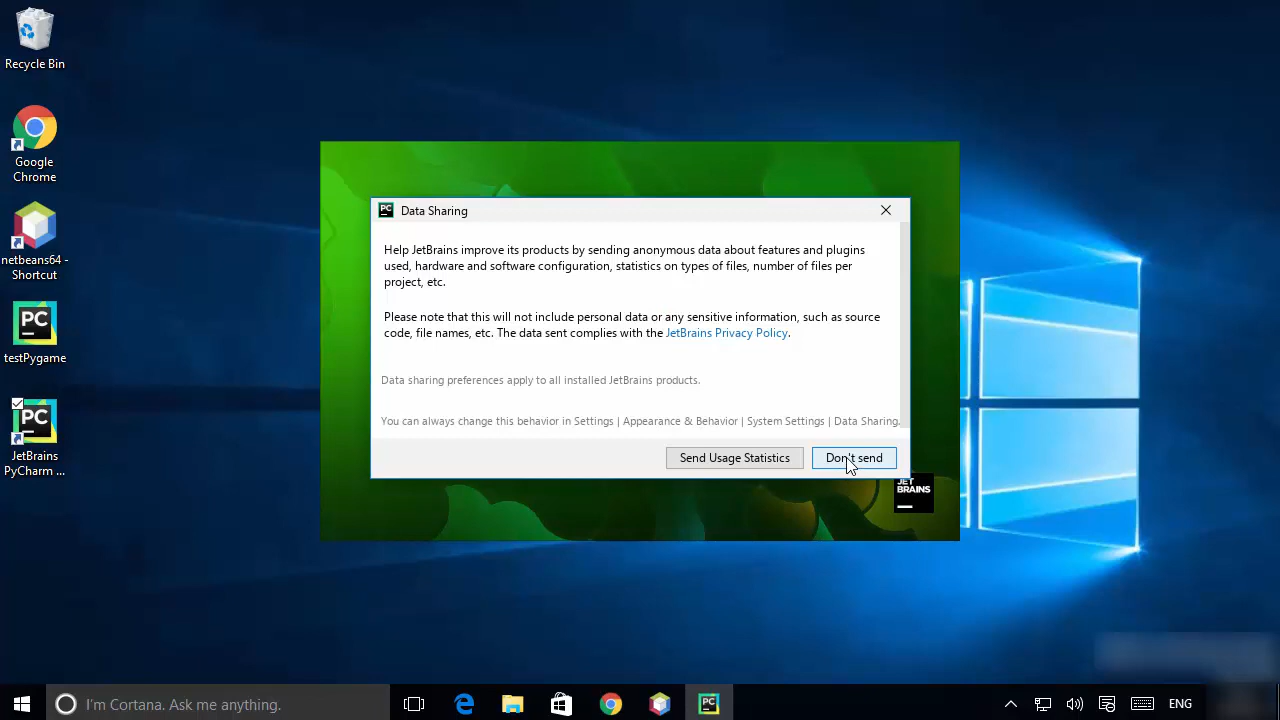 Recycle Bin
Google
Chrome
netbeans64 -
Shortcut
PC
testPygame
PC
JetBrains
PyCharm ...
PC
Data Sharing
Help JetBrains improve its products by sending anonymous data about features and plugins
used, hardware and software configuration, statistics on types of files, number of files per
project, etc.
Please note that this will not include personal data or any sensitive information, such as source
code, file names, etc. The data sent complies with the JetBrains Privacy Policy.
Data sharing preferences apply to all installed JetBrains products.
You can always change this behavior in Settings | Appearance & Behavior | System Settings | Data Sharing.
Send Usage Statistics
Don't send
JET
BRAINS
I'm Cortana. Ask me anything.
PC
ENG